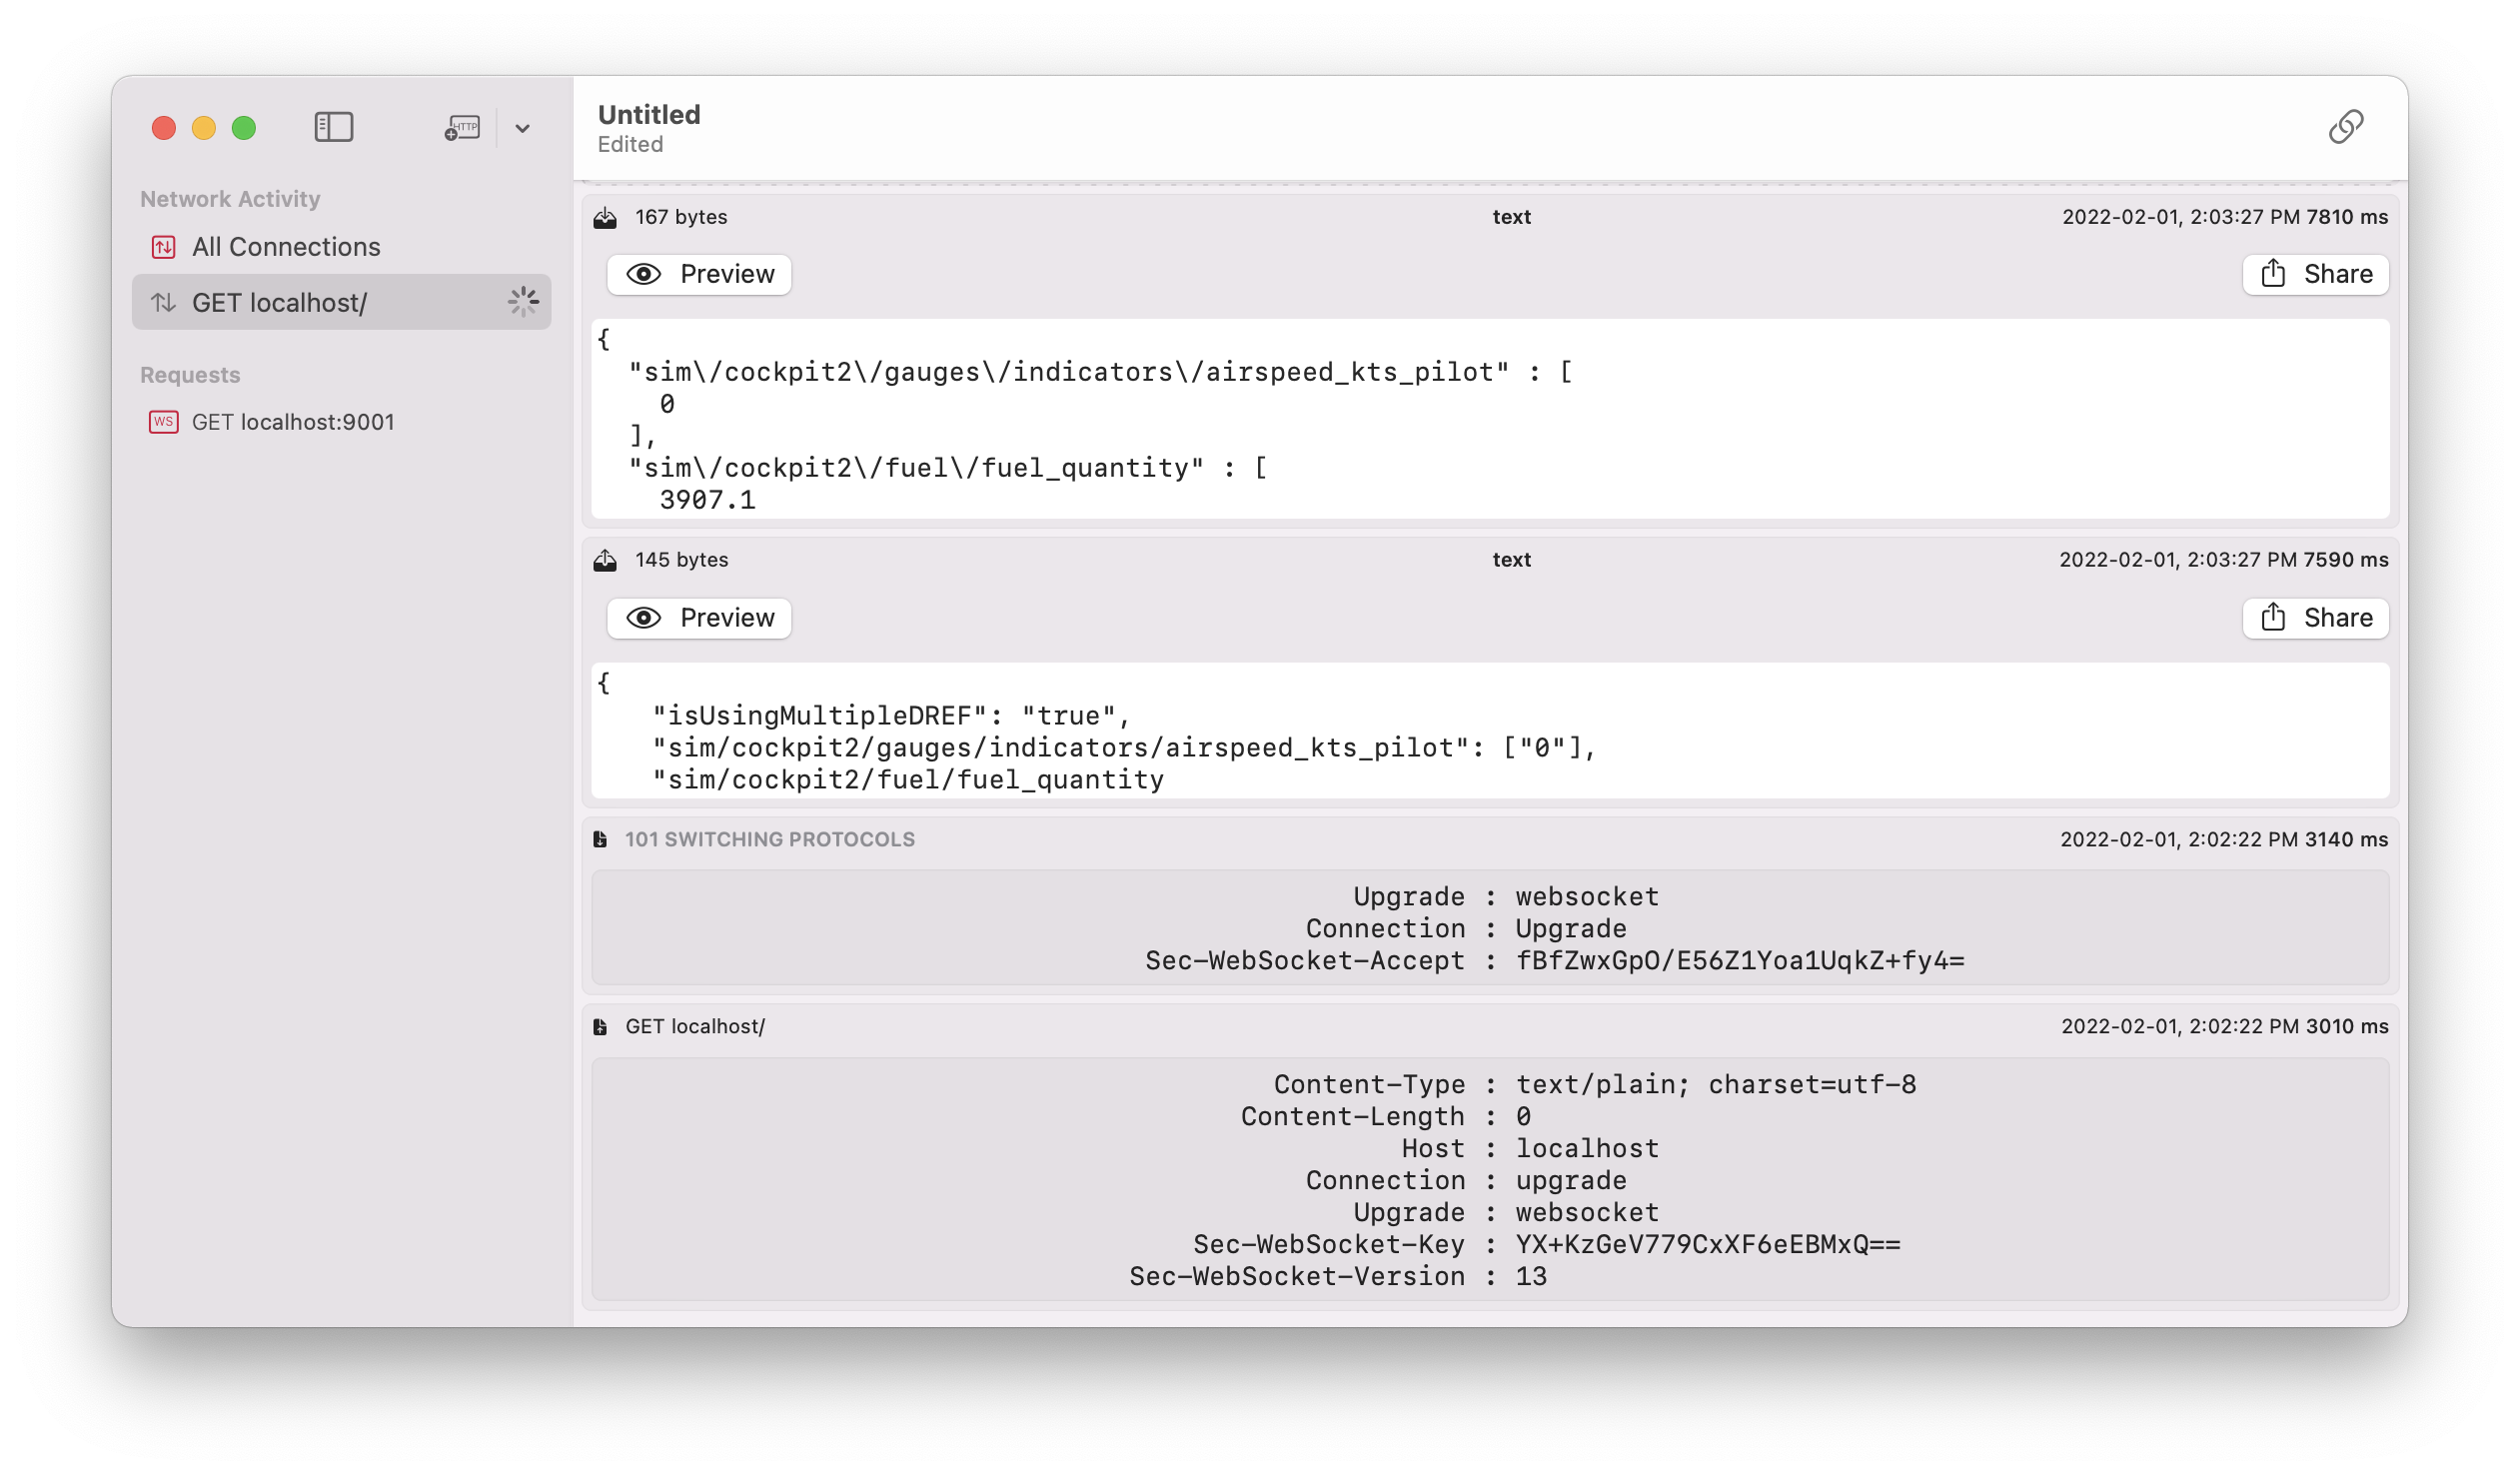 HTTP
Untitled
Edited
Network Activity
All Connections
GET localhost/
Requests
WS GET localhost:9001
167 bytes text 2022-02-01, 2:03:27 PM 7810 ms
Preview Share
{
"sim\/cockpit2\/gauges\/indicators\/airspeed_kts_pilot" : [
0
],
"sim\/cockpit2\/fuel\/fuel_quantity" : [
3907.1
145 bytes text 2022-02-01, 2:03:27 PM 7590 ms
Preview Share
{
"isUsingMultipleDREF": "true",
"sim/cockpit2/gauges/indicators/airspeed_kts_pilot": ["0"],
"sim/cockpit2/fuel/fuel_quantity
101 SWITCHING PROTOCOLS 2022-02-01, 2:02:22 PM 3140 ms
Upgrade : websocket
Connection : Upgrade
Sec-WebSocket-Accept : fBfZwxGpO/E56Z1Yoa1UqkZ+fy4=
GET localhost/ 2022-02-01, 2:02:22 PM 3010 ms
Content-Type : text/plain; charset=utf-8
Content-Length : 0
Host : localhost
Connection : upgrade
Upgrade : websocket
Sec-WebSocket-Key : YX+KzGeV779CxXF6eEBMxQ==
Sec-WebSocket-Version : 13